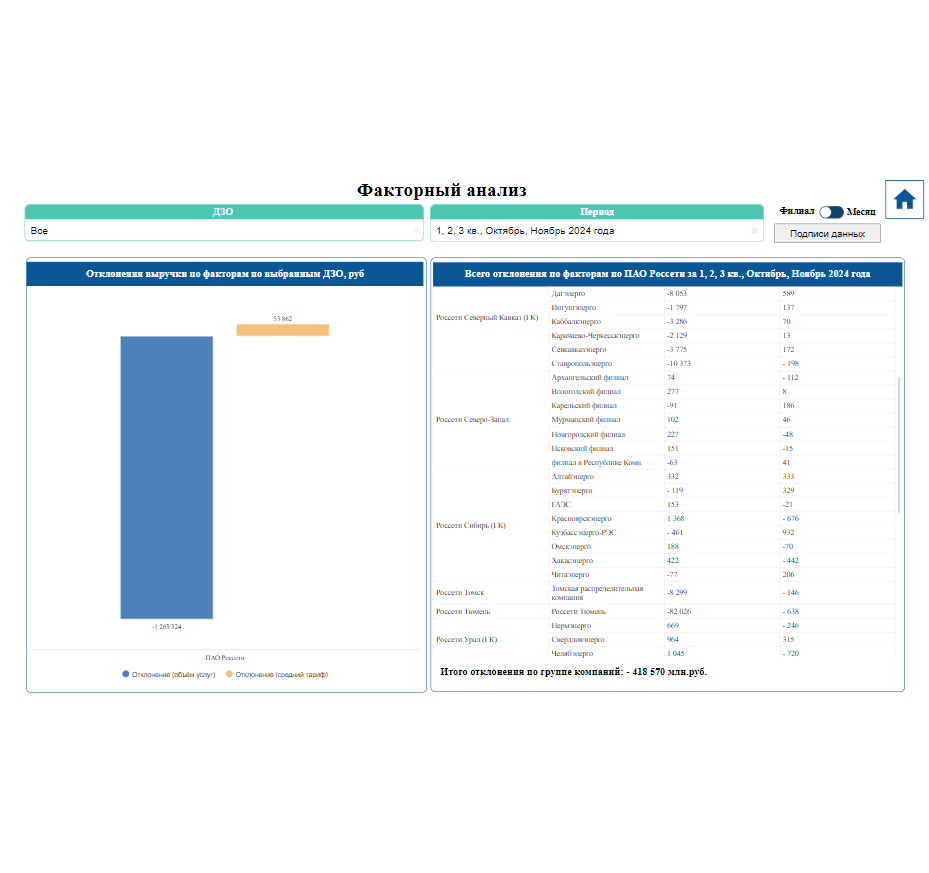 Факторный анализ
ДЗО
Все
Период
1, 2, 3 кв., Октябрь, Ноябрь 2024 года
Филиал Месяц
Подписи данных
Отклонения выручки по факторам по выбранным ДЗО, руб
53 862
-1 263 324
ПАО Россети
Отклонение (объём услуг) Отклонение (средний тариф)
Всего отклонения по факторам по ПАО Россети за 1, 2, 3 кв., Октябрь, Ноябрь 2024 года
Россети Северный Кавказ (ГК)
Дагэнерго -8 053 589
Ингушэнерго -1 797 137
Каббалкэнерго -3 286 70
Карачаево-Черкесскэнерго -2 129 13
Севкавказэнерго -3 775 172
Ставропольэнерго -10 373 - 198
Россети Северо-Запад
Архангельский филиал 74 - 112
Вологодский филиал 277 8
Карельский филиал -91 186
Мурманский филиал 102 46
Новгородский филиал 227 -48
Псковский филиал 151 -15
филиал в Республике Коми -63 41
Россети Сибирь (ГК)
Алтайэнерго 332 333
Бурятэнерго - 119 329
ГАЭС 153 -21
Красноярскэнерго 1 368 - 676
Кузбассэнерго-РЭС - 461 932
Омскэнерго 188 -70
Хакасэнерго 422 - 442
Читаэнерго -77 206
Россети Томск Томская распределительная компания -8 299 - 146
Россети Тюмень Россети Тюмень -82 026 - 638
Россети Урал (ГК)
Пермэнерго 669 - 246
Свердловэнерго 964 315
Челябэнерго 1 045 - 720
Итого отклонения по группе компаний: - 418 570 млн.руб.